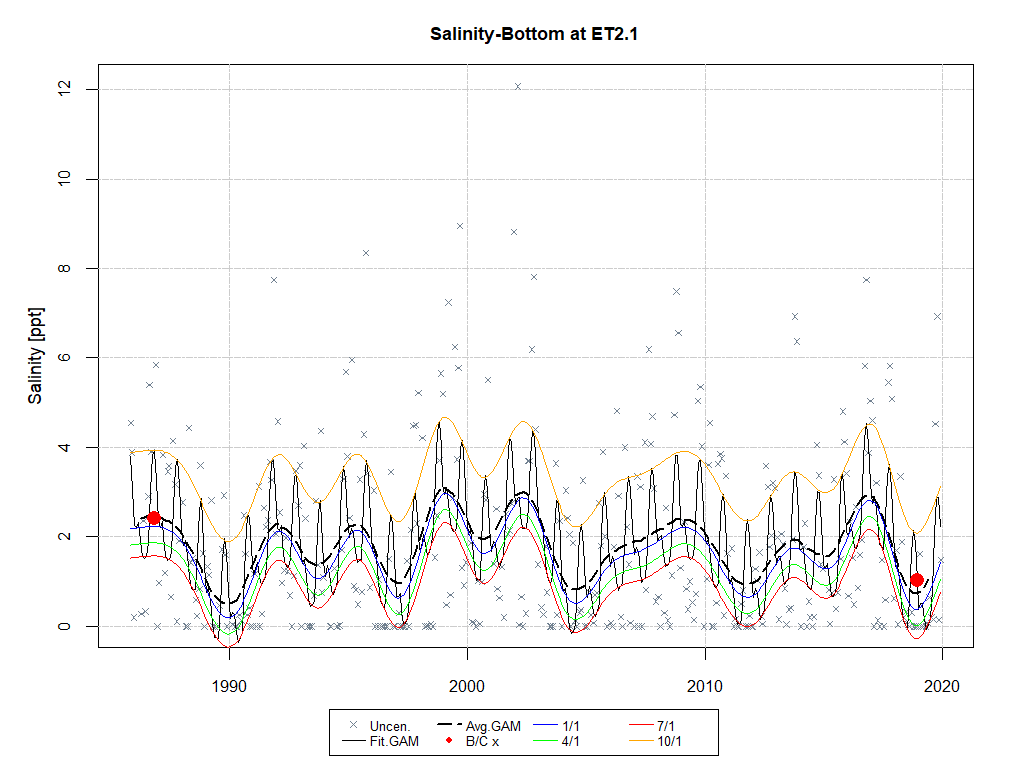 Salinity-Bottom at ET2.1
12
10
8
6
4
2
0
Salinity [ppt]
1990 2000 2010 2020
Uncen. Avg.GAM 1/1 7/1
Fit.GAM B/C x 4/1 10/1